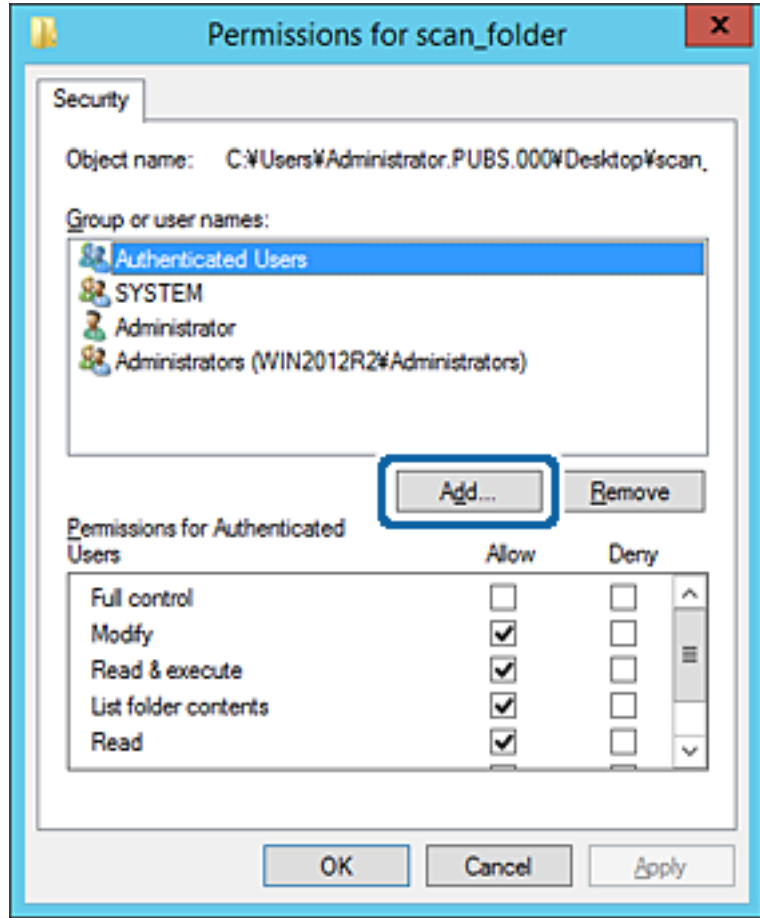 Permissions for scan_folder
x
Security
Object name: C:¥Users¥Administrator.PUBS.000¥Desktop¥scan_
Group or user names:
Authenticated Users
SYSTEM
Administrator
Administrators (WIN2012R2¥Administrators)
Add... Remove
Permissions for Authenticated
Users Allow Deny
Full control
Modify
Read & execute
List folder contents
Read
OK Cancel Apply